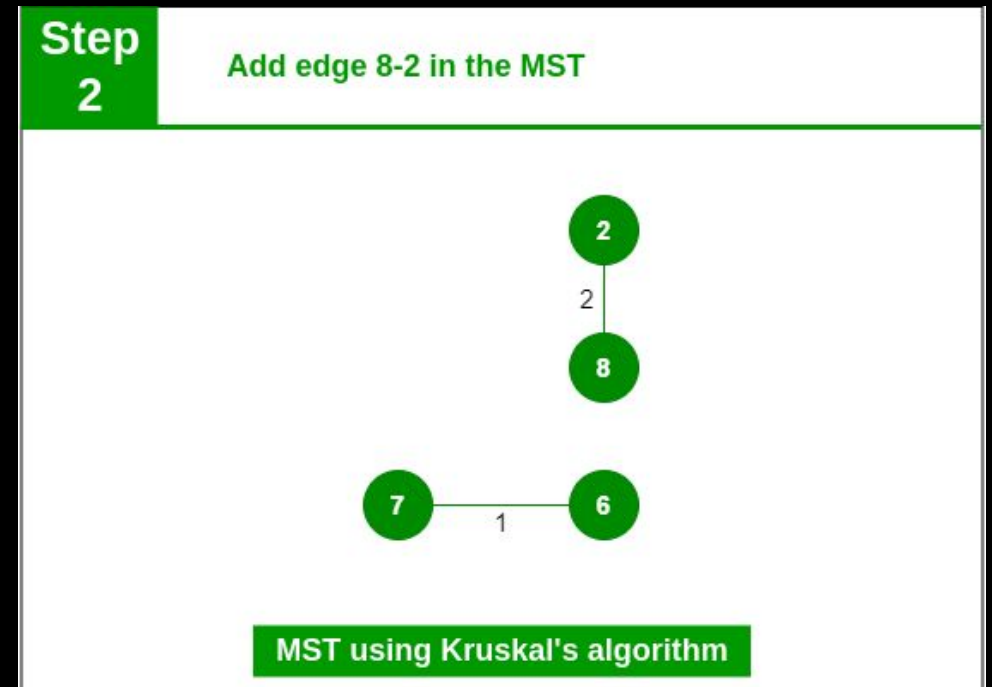 Step
2
Add edge 8-2 in the MST
2
2
8
7
6
1
MST using Kruskal's algorithm